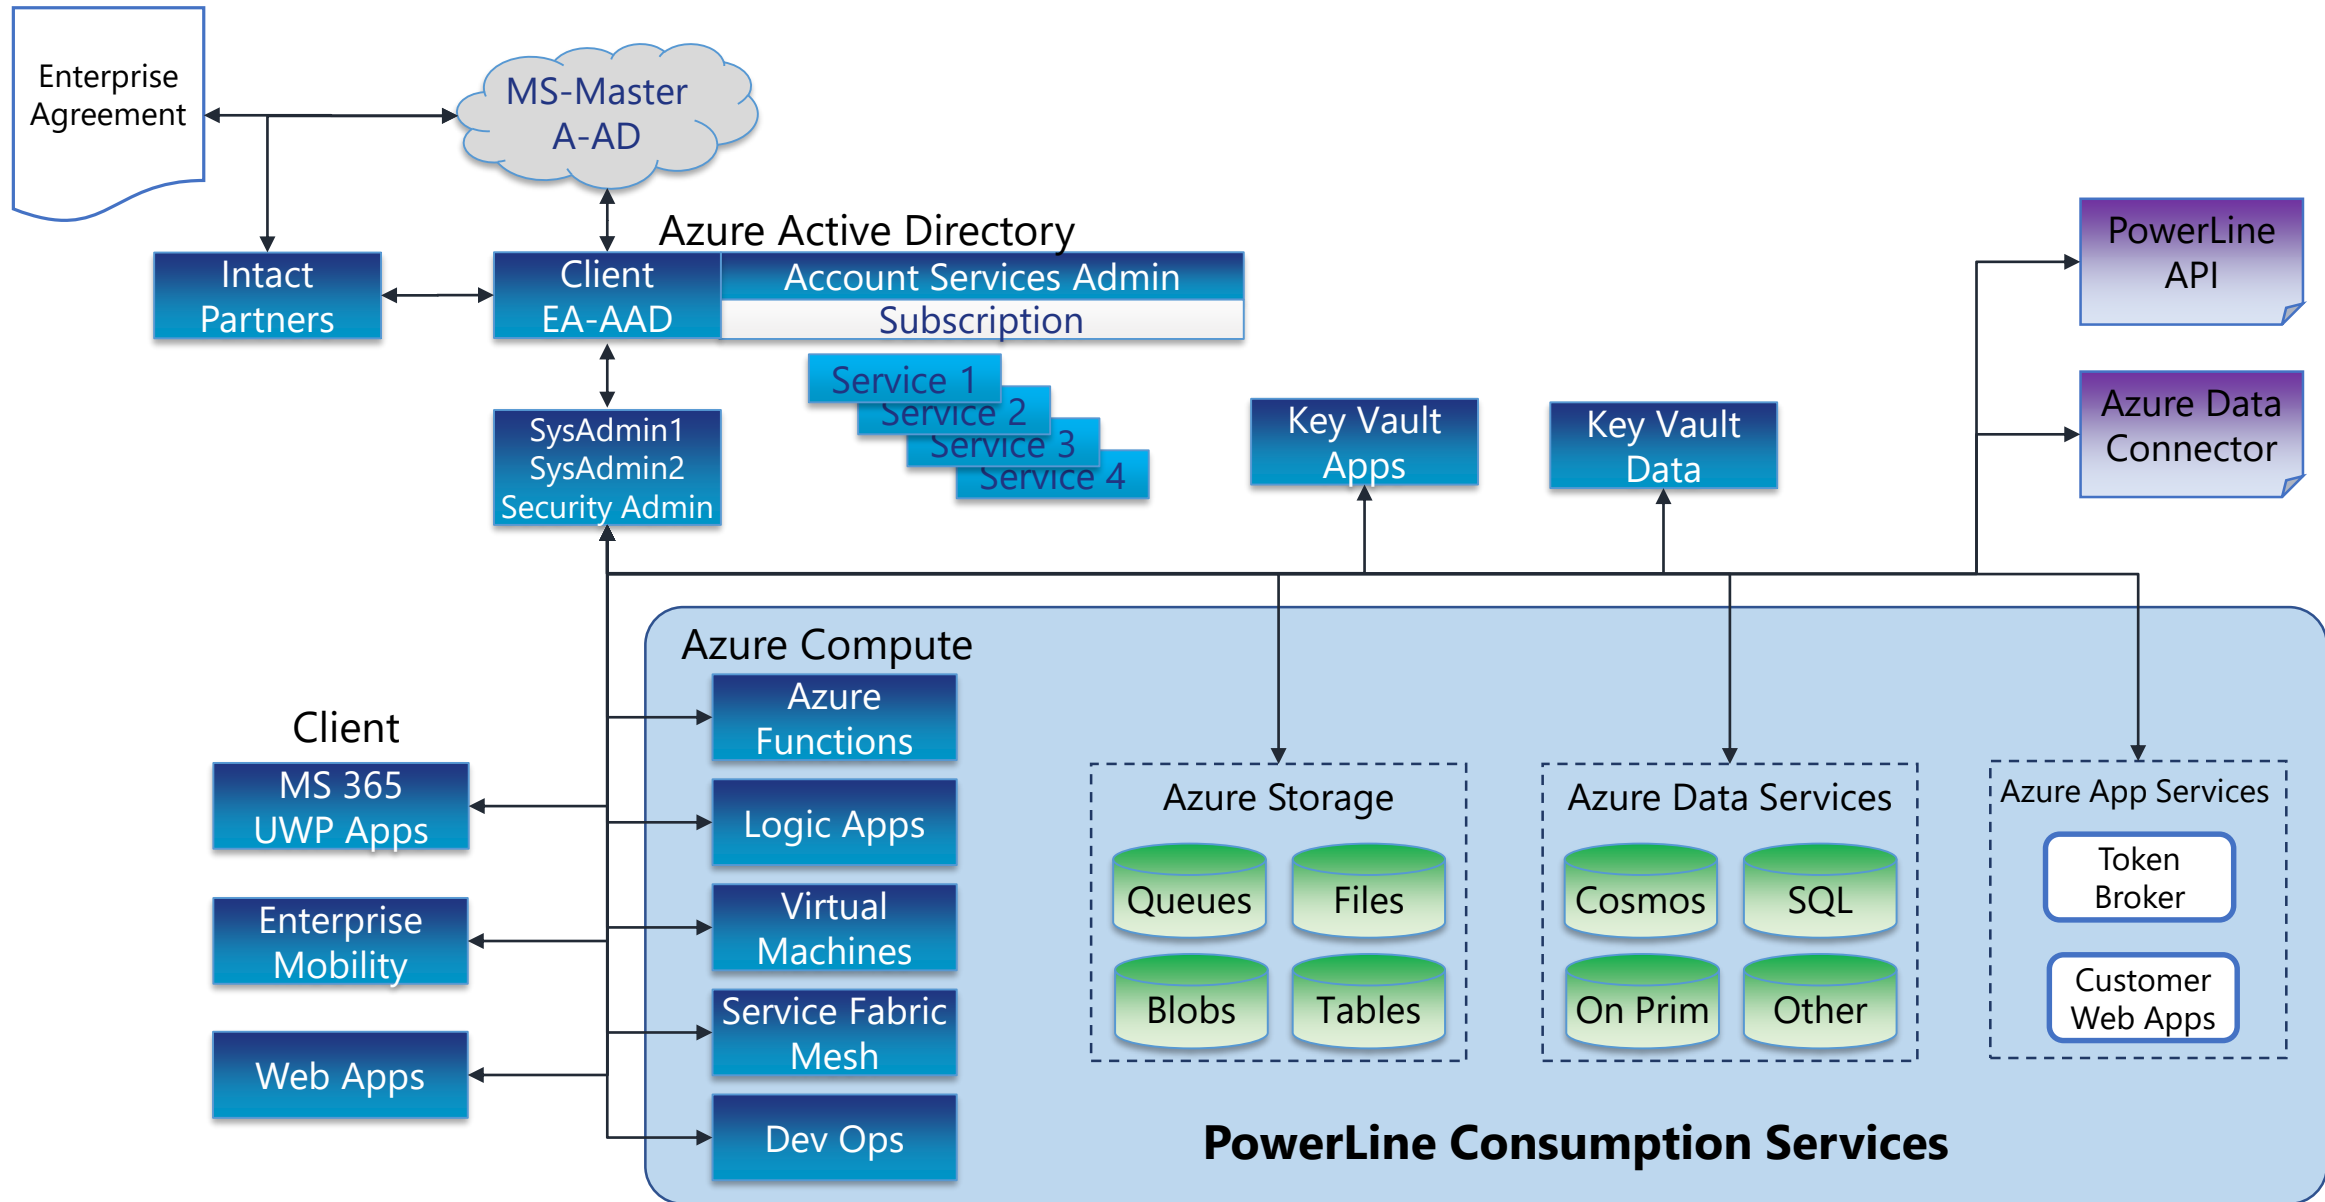 Enterprise
Agreement
MS-Master
A-AD
Azure Active Directory
Intact
Partners
Client
EA-AAD
Account Services Admin
Subscription
Service 1
Service 2
Service 3
Service 4
SysAdmin1
SysAdmin2
Security Admin
Key Vault
Apps
Key Vault
Data
PowerLine
API
Azure Data
Connector
Client
MS 365
UWP Apps
Enterprise
Mobility
Web Apps
Azure Compute
Azure
Functions
Logic Apps
Virtual
Machines
Service Fabric
Mesh
Dev Ops
Azure Storage
Queues
Files
Blobs
Tables
Azure Data Services
Cosmos
SQL
On Prim
Other
Azure App Services
Token
Broker
Customer
Web Apps
PowerLine Consumption Services